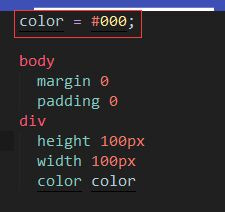 color = #000;
body
margin 0
padding 0
div
height 100px
width 100px
color color